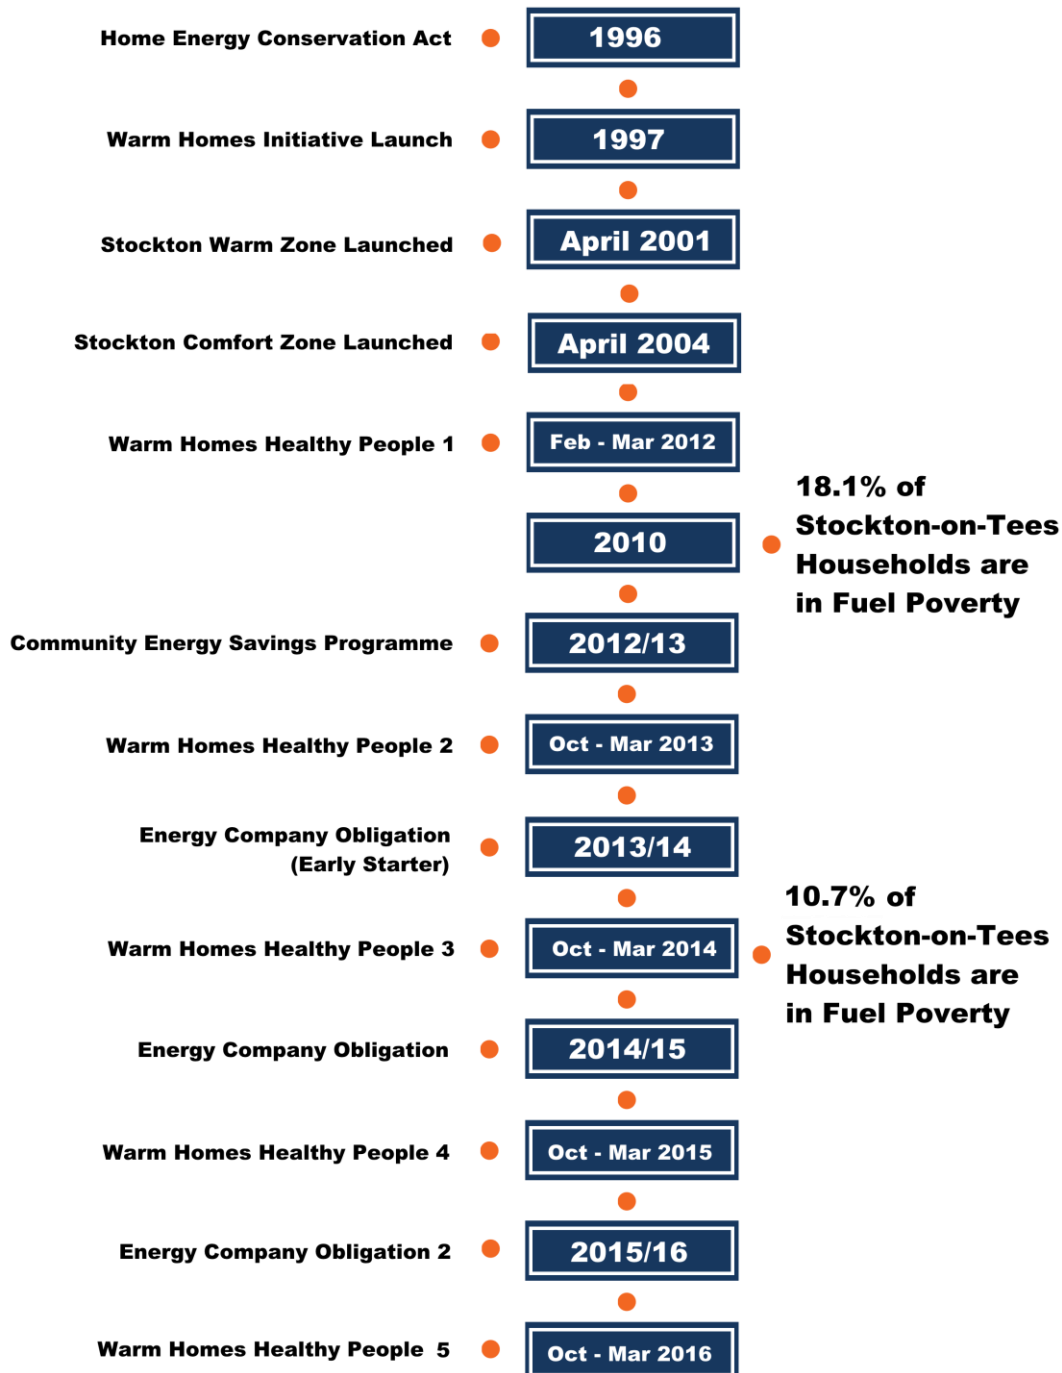 Home Energy Conservation Act
1996
Warm Homes Initiative Launch
1997
Stockton Warm Zone Launched
April 2001
Stockton Comfort Zone Launched
April 2004
Warm Homes Healthy People 1
Feb - Mar 2012
2010
18.1% of
Stockton-on-Tees
Households are
in Fuel Poverty
Community Energy Savings Programme
2012/13
Warm Homes Healthy People 2
Oct - Mar 2013
Energy Company Obligation
(Early Starter)
2013/14
Warm Homes Healthy People 3
Oct - Mar 2014
10.7% of
Stockton-on-Tees
Households are
in Fuel Poverty
Energy Company Obligation
2014/15
Warm Homes Healthy People 4
Oct - Mar 2015
Energy Company Obligation 2
2015/16
Warm Homes Healthy People 5
Oct - Mar 2016